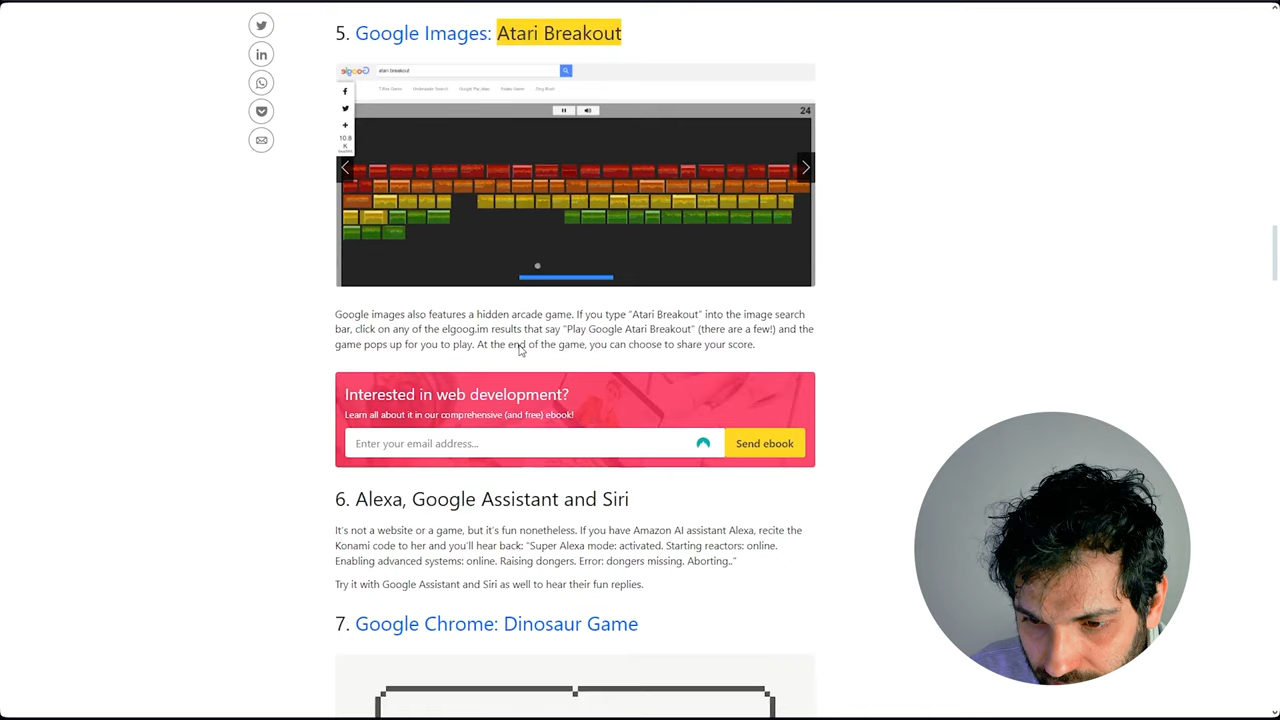 5. Google Images: Atari Breakout
elgooG
atari breakout
24
10.8
K
Google images also features a hidden arcade game. If you type "Atari Breakout" into the image search
bar, click on any of the elgoog.im results that say "Play Google Atari Breakout" (there are a few!) and the
game pops up for you to play. At the end of the game, you can choose to share your score.
Interested in web development?
Learn all about it in our comprehensive (and free) ebook!
Enter your email address...
Send ebook
6. Alexa, Google Assistant and Siri
It's not a website or a game, but it's fun nonetheless. If you have Amazon AI assistant Alexa, recite the
Konami code to her and you'll hear back: "Super Alexa mode: activated. Starting reactors: online.
Enabling advanced systems: online. Raising dongers. Error: dongers missing. Aborting.."
Try it with Google Assistant and Siri as well to hear their fun replies.
7. Google Chrome: Dinosaur Game